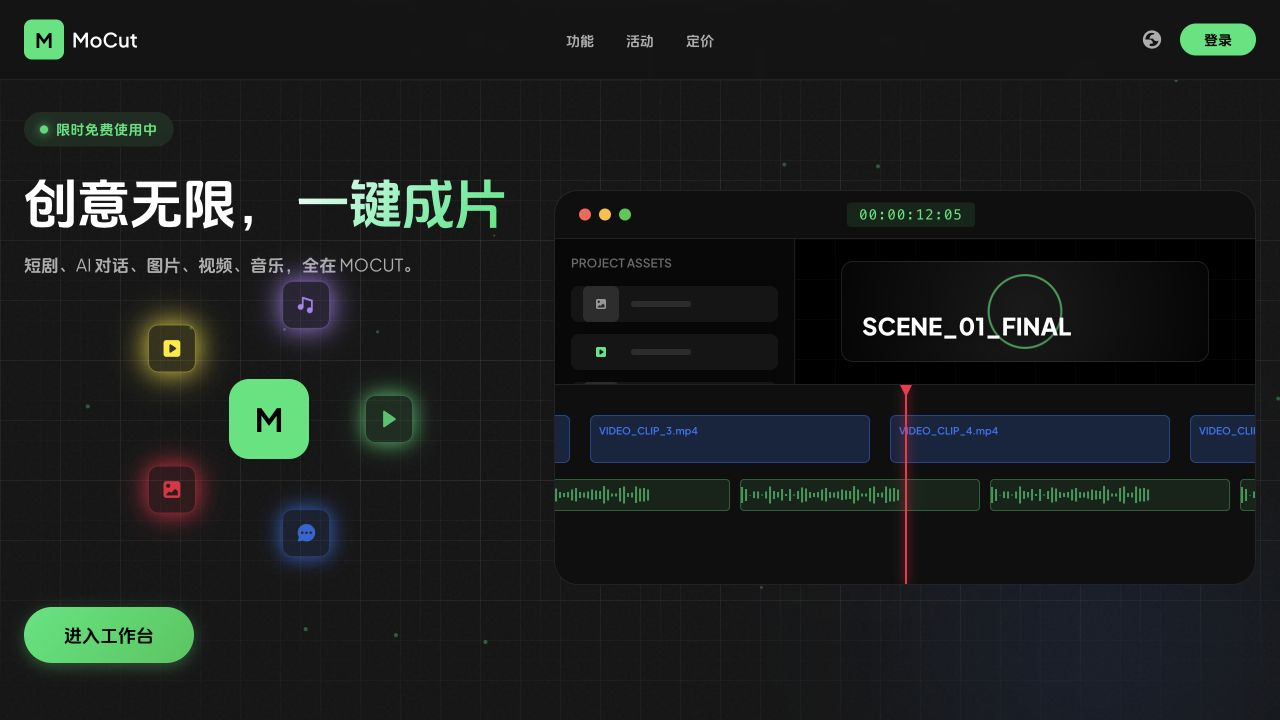 M MoCut
功能 活动 定价
登录
限时免费使用中
创意无限，一键成片
短剧、AI 对话、图片、视频、音乐，全在 MOCUT。
M
进入工作台
00:00:12:05
PROJECT ASSETS
SCENE_01_FINAL
VIDEO_CLIP_3.mp4
VIDEO_CLIP_4.mp4
VIDEO_CLI